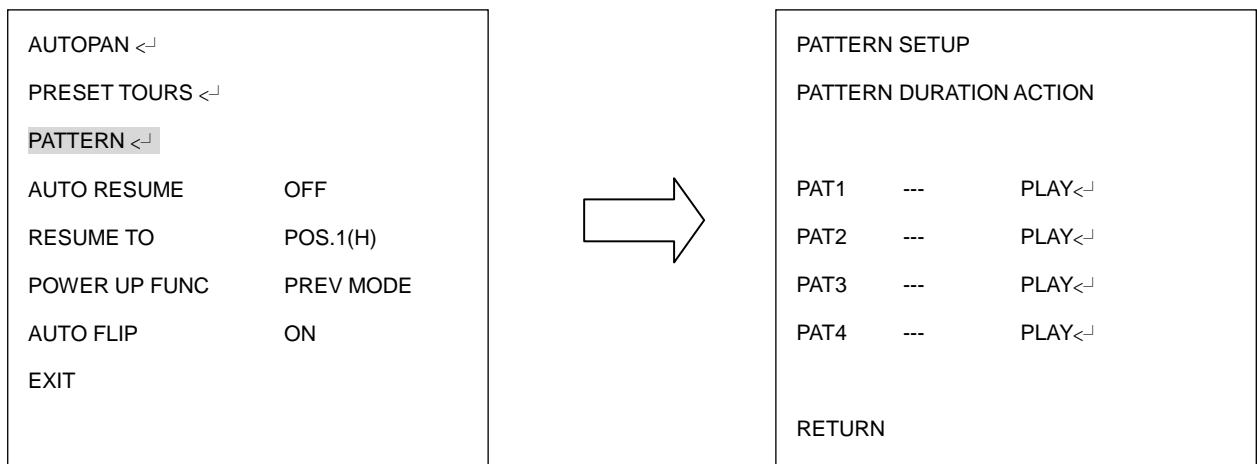 AUTOPAN <┘
PRESET TOURS <┘
PATTERN <┘
AUTO RESUME OFF
RESUME TO POS.1(H)
POWER UP FUNC PREV MODE
AUTO FLIP ON
EXIT
PATTERN SETUP
PATTERN DURATION ACTION
PAT1 --- PLAY<┘
PAT2 --- PLAY<┘
PAT3 --- PLAY<┘
PAT4 --- PLAY<┘
RETURN